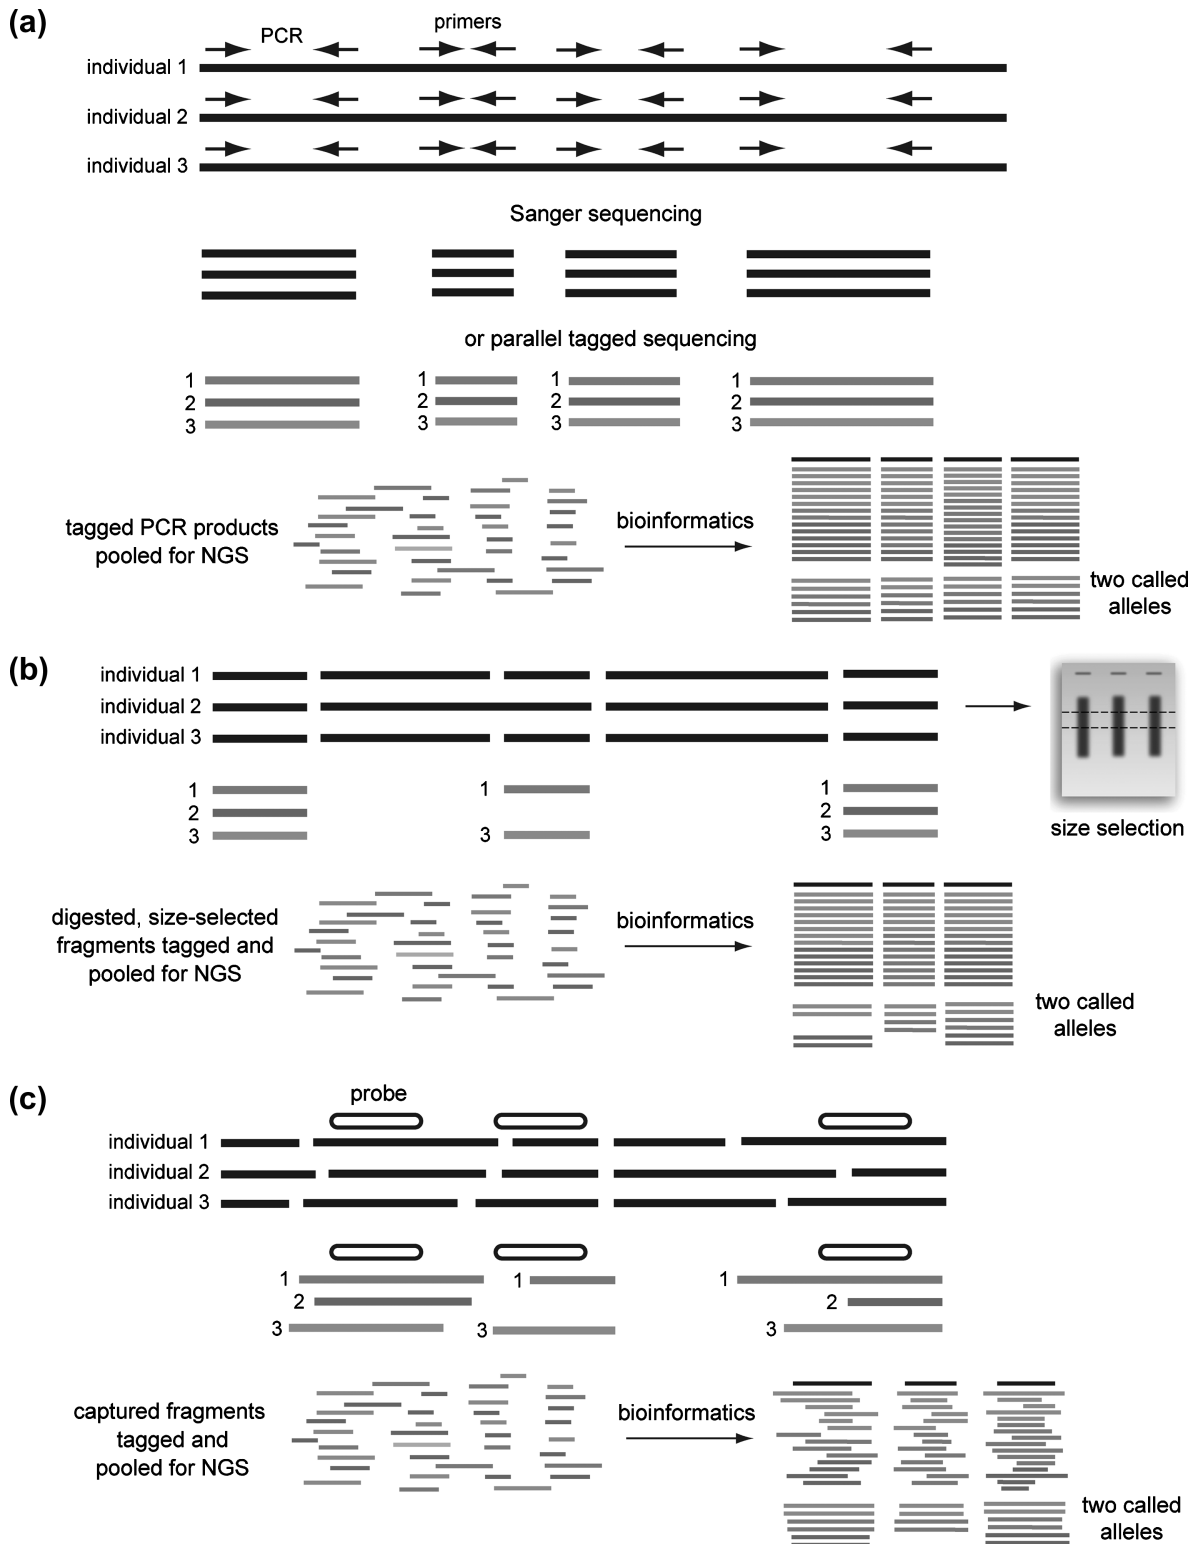 (a)
PCR
primers
individual 1
individual 2
individual 3
Sanger sequencing
or parallel tagged sequencing
1
1
1
1
2
2
2
2
3
3
3
3
tagged PCR products
pooled for NGS
bioinformatics
two called
alleles
(b)
individual 1
individual 2
individual 3
1
1
1
2
2
3
3
3
size selection
digested, size-selected
fragments tagged and
pooled for NGS
bioinformatics
two called
alleles
(c)
probe
individual 1
individual 2
individual 3
1
1
1
2
2
3
3
3
captured fragments
tagged and
pooled for NGS
bioinformatics
two called
alleles